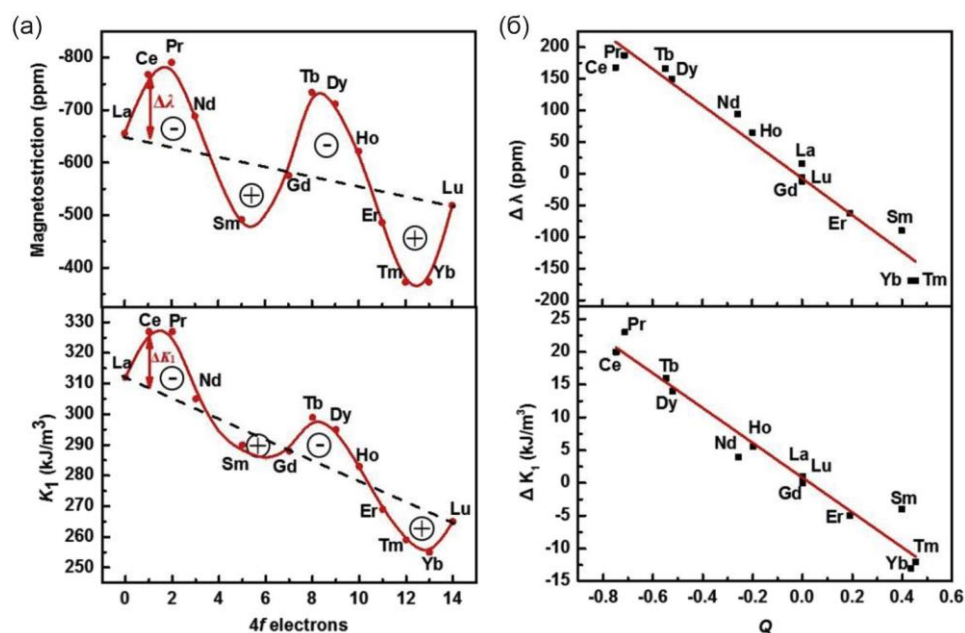 (а)
Magnetostriction (ppm)
-800
-700
-600
-500
-400
La
Ce
Pr
Δλ
-
Nd
Sm
+
Gd
Tb
Dy
-
Ho
Er
Tm
+
Yb
Lu
K₁ (kJ/m³)
330
320
310
300
290
280
270
260
250
La
Ce
Pr
ΔK₁
-
Nd
Sm
+
Gd
Tb
Dy
-
Ho
Er
Tm
+
Yb
Lu
0 2 4 6 8 10 12 14
4f electrons
(б)
Δ λ (ppm)
200
150
100
50
0
-50
-100
-150
-200
Pr
Ce
Tb
Dy
Nd
Ho
La
Lu
Gd
Er
Sm
Yb
Tm
Δ K₁ (kJ/m³)
25
20
15
10
5
0
-5
-10
-15
Pr
Ce
Tb
Dy
Nd
Ho
La
Lu
Gd
Er
Sm
Tm
Yb
-0.8 -0.6 -0.4 -0.2 0.0 0.2 0.4 0.6
Q